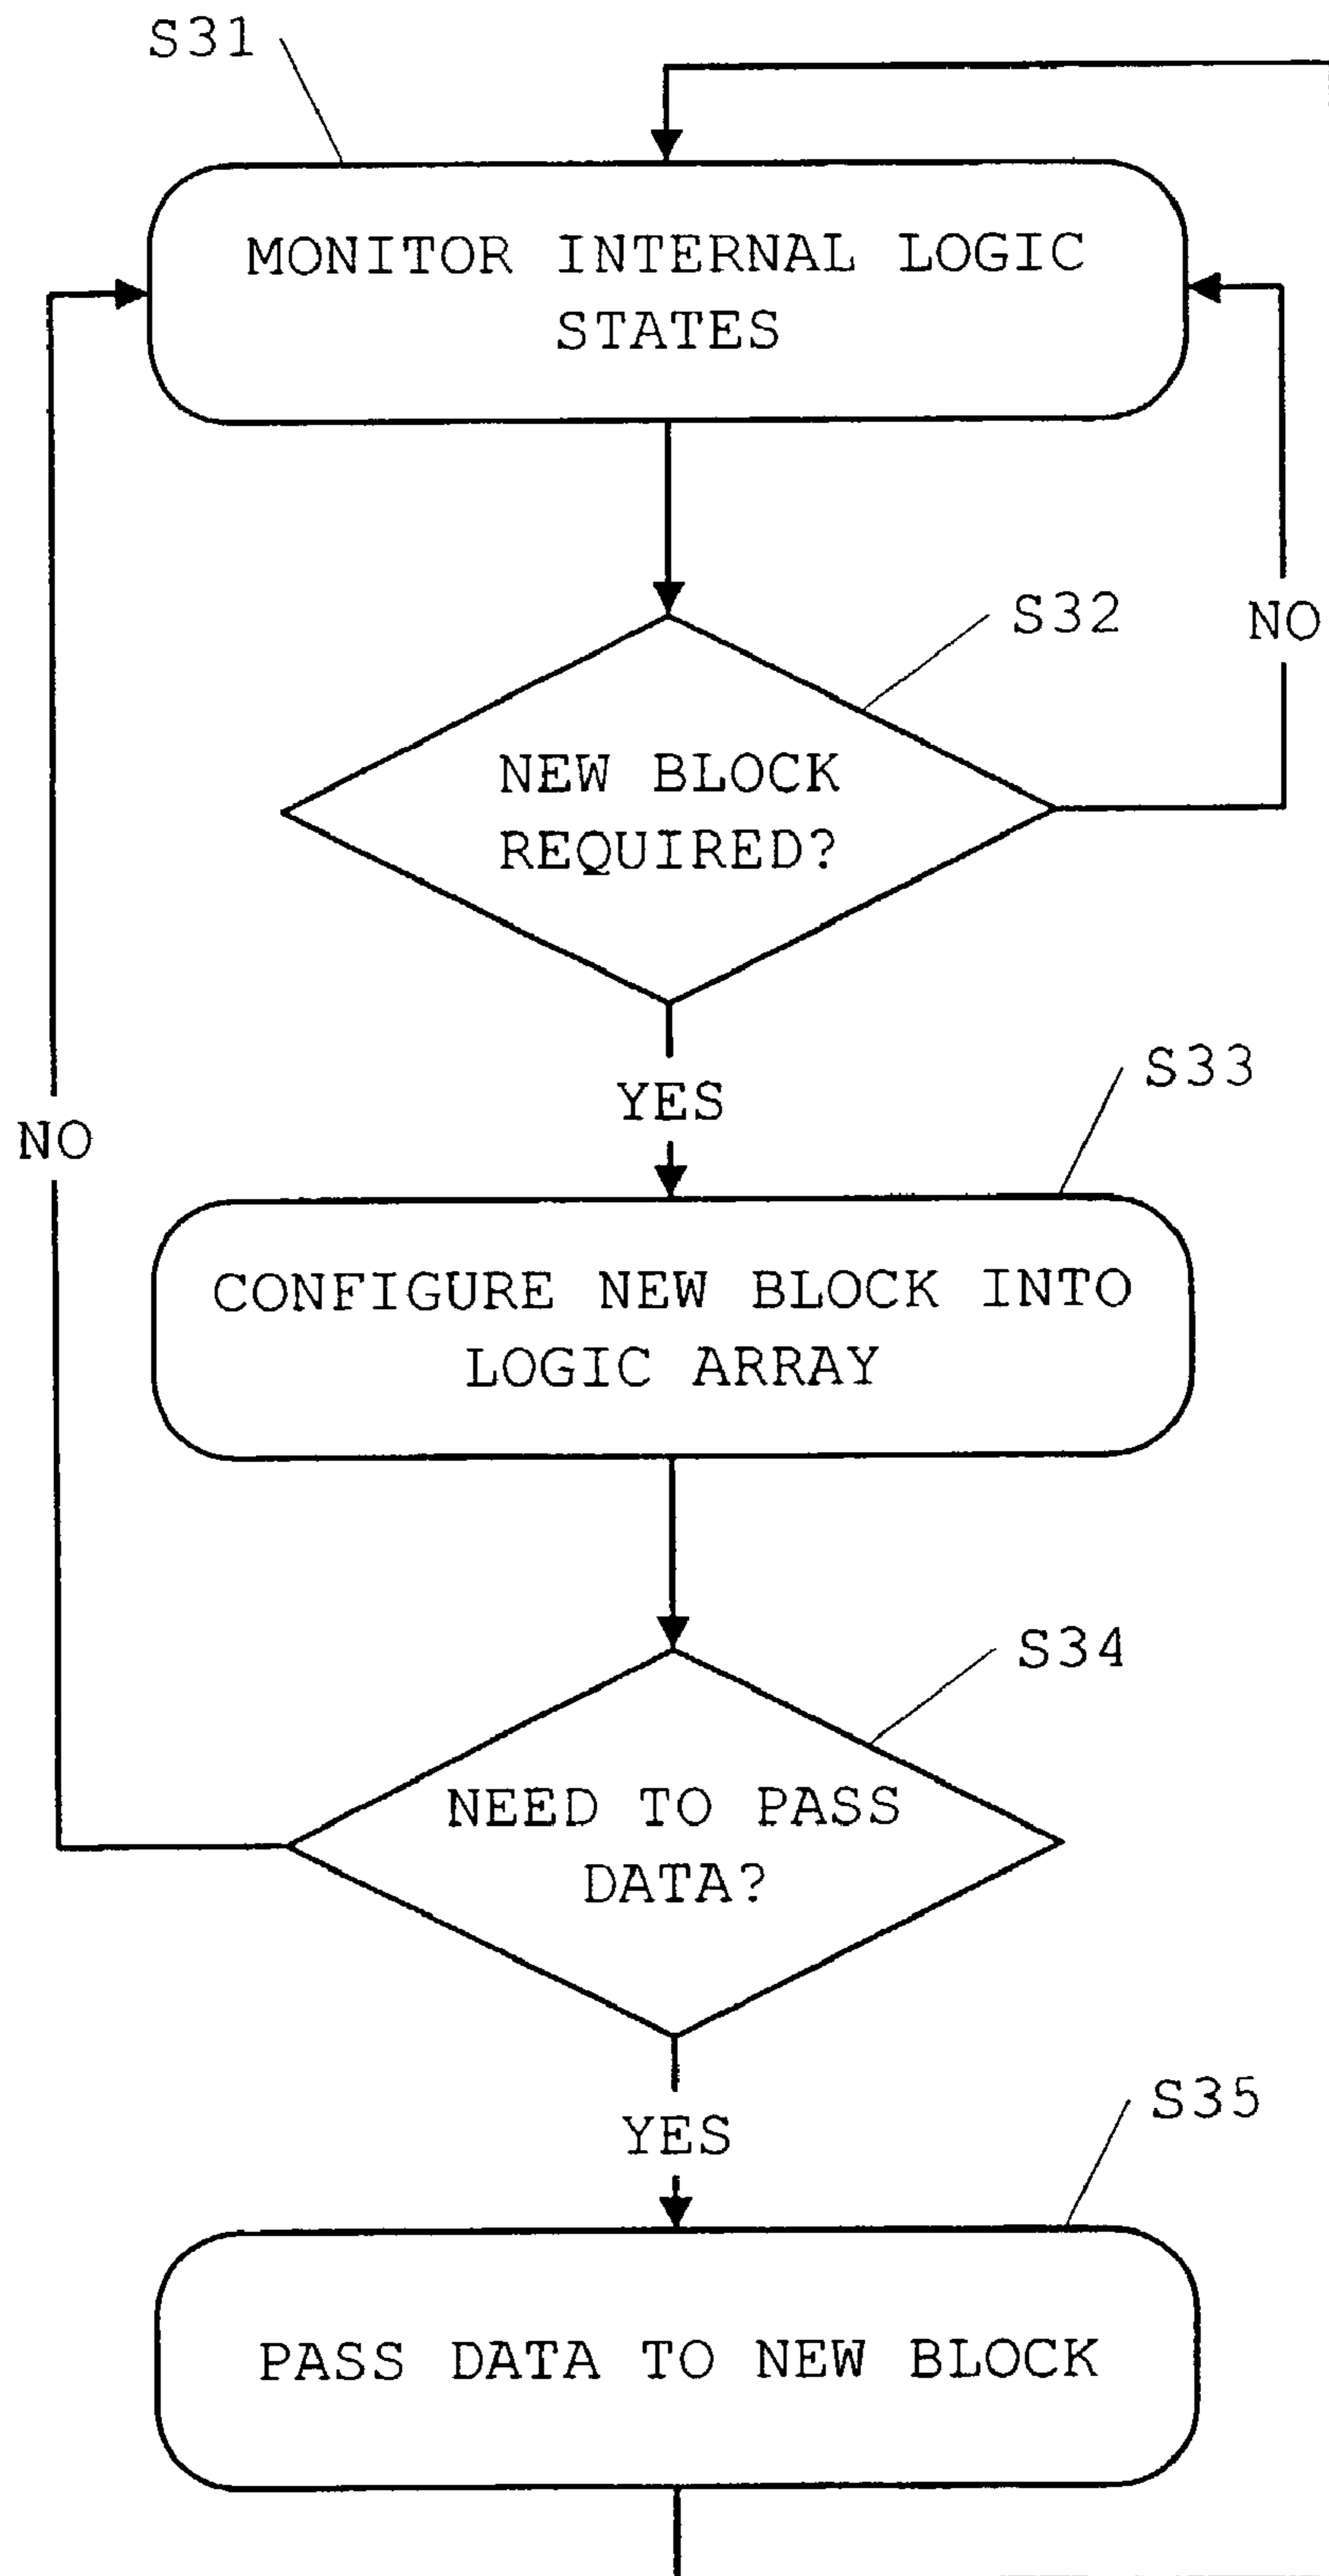 S31
MONITOR INTERNAL LOGIC
STATES
S32
NO
NEW BLOCK
REQUIRED?
YES
S33
NO
CONFIGURE NEW BLOCK INTO
LOGIC ARRAY
S34
NEED TO PASS
DATA?
YES
S35
PASS DATA TO NEW BLOCK